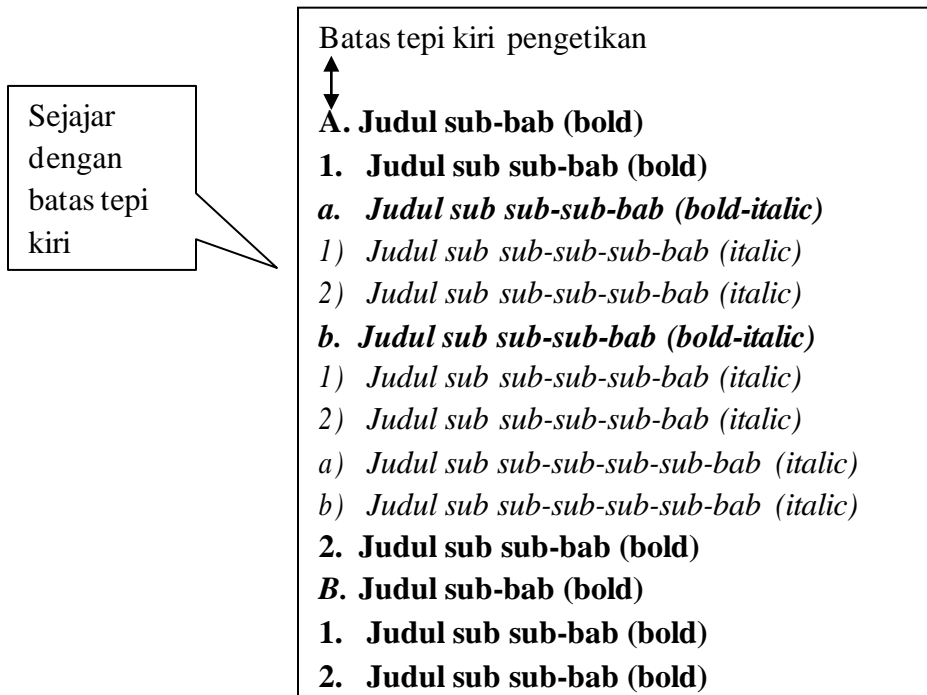 Batas tepi kiri pengetikan
Sejajar
dengan
batas tepi
kiri
A. Judul sub-bab (bold)
1. Judul sub sub-bab (bold)
a. Judul sub sub-sub-bab (bold-italic)
1) Judul sub sub-sub-sub-bab (italic)
2) Judul sub sub-sub-sub-bab (italic)
b. Judul sub sub-sub-bab (bold-italic)
1) Judul sub sub-sub-sub-bab (italic)
2) Judul sub sub-sub-sub-bab (italic)
a) Judul sub sub-sub-sub-sub-bab (italic)
b) Judul sub sub-sub-sub-sub-bab (italic)
2. Judul sub sub-bab (bold)
B. Judul sub-bab (bold)
1. Judul sub sub-bab (bold)
2. Judul sub sub-bab (bold)